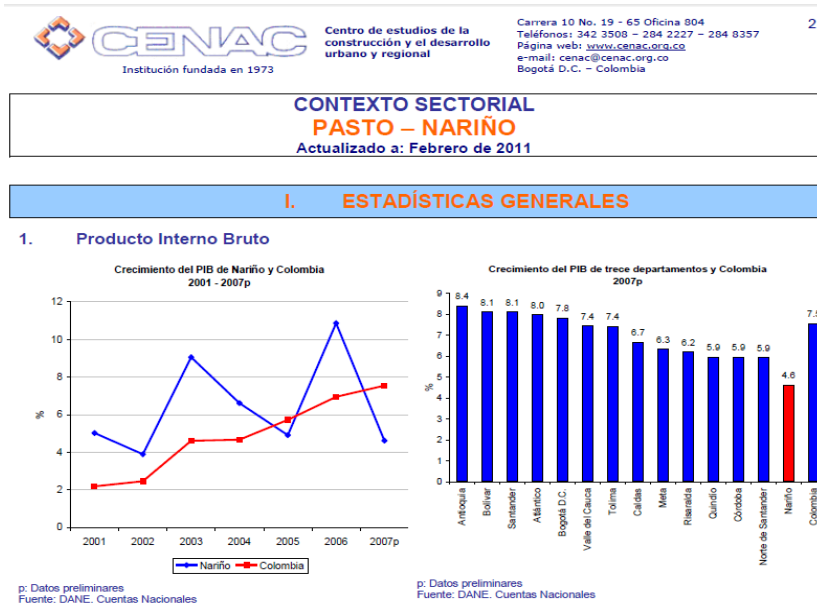 CENAC
Institución fundada en 1973
Centro de estudios de la
construcción y el desarrollo
urbano y regional
Carrera 10 No. 19 - 65 Oficina 804
Teléfonos: 342 3508 – 284 2227 – 284 8357
Página web: www.cenac.org.co
e-mail: cenac@cenac.org.co
Bogotá D.C. – Colombia
2
CONTEXTO SECTORIAL
PASTO – NARIÑO
Actualizado a: Febrero de 2011
I. ESTADÍSTICAS GENERALES
1. Producto Interno Bruto
Crecimiento del PIB de Nariño y Colombia
2001 - 2007p
12
10
8
6
4
2
0
%
2001 2002 2003 2004 2005 2006 2007p
Nariño Colombia
p: Datos preliminares
Fuente: DANE. Cuentas Nacionales
Crecimiento del PIB de trece departamentos y Colombia
2007p
9
8
7
6
5
4
3
2
1
0
%
8.4 8.1 8.1 8.0 7.8 7.4 7.4 6.7 6.3 6.2 5.9 5.9 5.9 4.6 7.5
Antioquia
Bolívar
Santander
Atlántico
Bogotá D.C.
Valle del Cauca
Tolima
Caldas
Meta
Risaralda
Quindío
Córdoba
Norte de Santander
Nariño
Colombia
p: Datos preliminares
Fuente: DANE. Cuentas Nacionales